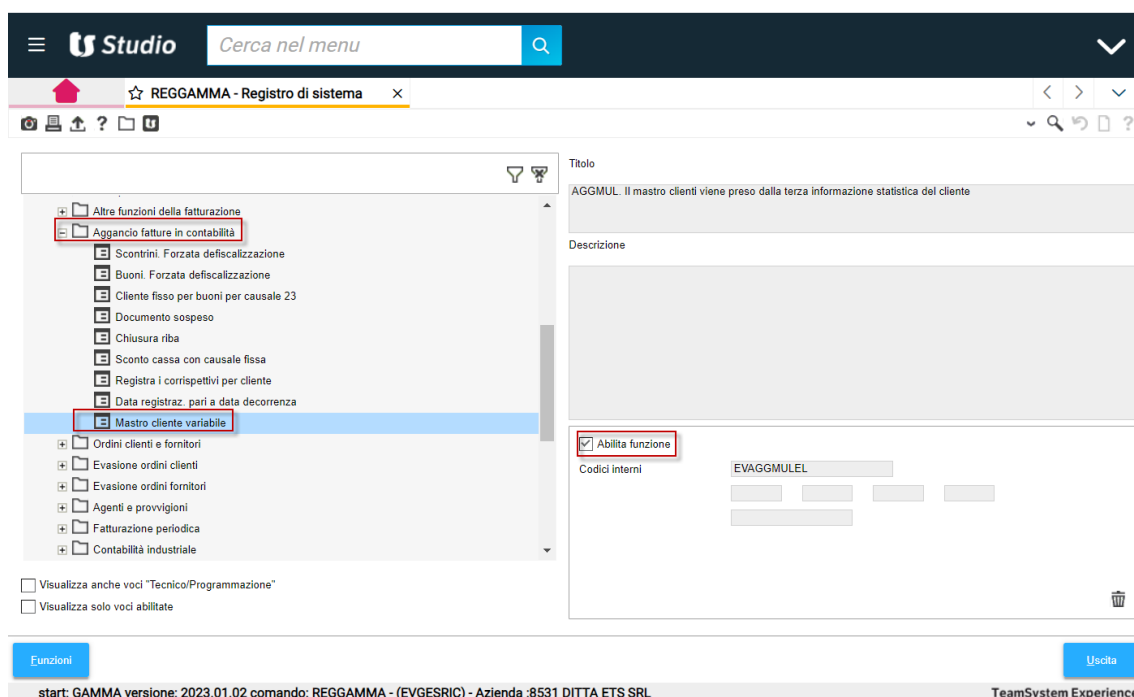 Studio
Cerca nel menu
REGGAMMA - Registro di sistema
Titolo
AGGMUL. Il mastro clienti viene preso dalla terza informazione statistica del cliente
Altre funzioni della fatturazione
Aggancio fatture in contabilità
Descrizione
Scontrini. Forzata defiscalizzazione
Buoni. Forzata defiscalizzazione
Cliente fisso per buoni per causale 23
Documento sospeso
Chiusura riba
Sconto cassa con causale fissa
Registra i corrispettivi per cliente
Data registraz. pari a data decorrenza
Mastro cliente variabile
Ordini clienti e fornitori
Abilita funzione
Evasione ordini clienti
Codici interni
EVAGGMULEL
Evasione ordini fornitori
Agenti e provvigioni
Fatturazione periodica
Contabilità industriale
Visualizza anche voci "Tecnico/Programmazione"
Visualizza solo voci abilitate
Funzioni
Uscita
start: GAMMA versione: 2023.01.02 comando: REGGAMMA - (EVGESRIC) - Azienda :8531 DITTA ETS SRL
TeamSystem Experience